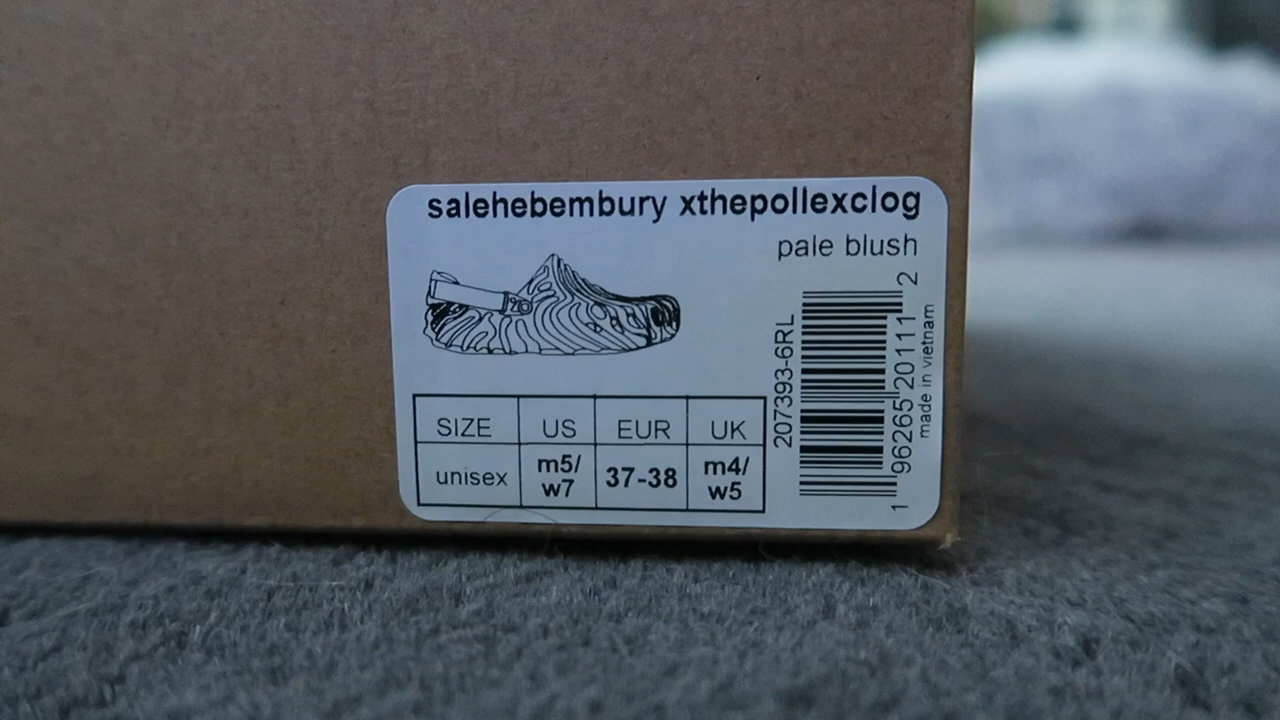 salehebembury xthepollexclog
pale blush
SIZE US EUR UK
unisex m5/w7 37-38 m4/w5
207393-6RL
1 96265 20111 2
made in vietnam